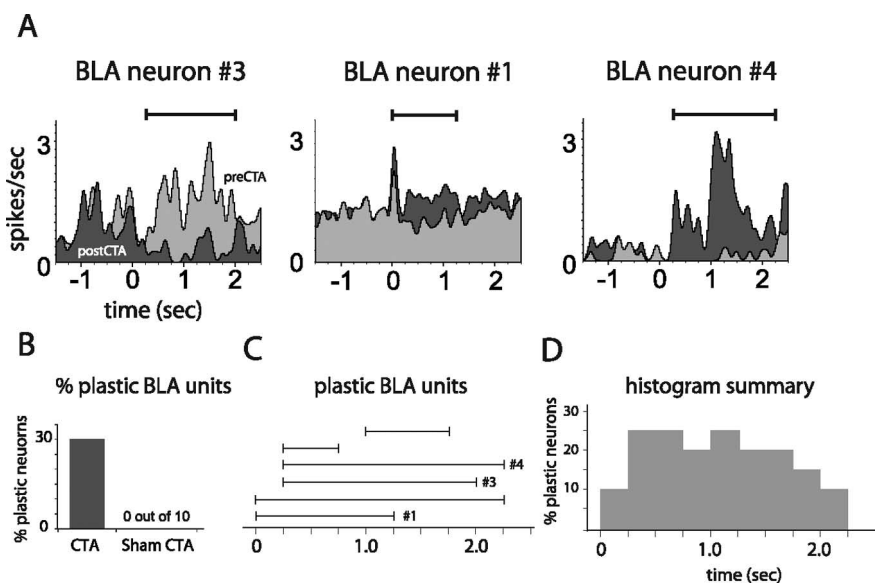 A
BLA neuron #3
BLA neuron #1
BLA neuron #4
spikes/sec
3
0
preCTA
postCTA
-1 0 1 2
time (sec)
3
0
-1 0 1 2
3
0
-1 0 1 2
B
% plastic BLA units
% plastic neuorns
30
0
0 out of 10
CTA Sham CTA
C
plastic BLA units
#4
#3
#1
0 1.0 2.0
D
histogram summary
% plastic neurons
30
20
10
0 1.0 2.0
time (sec)